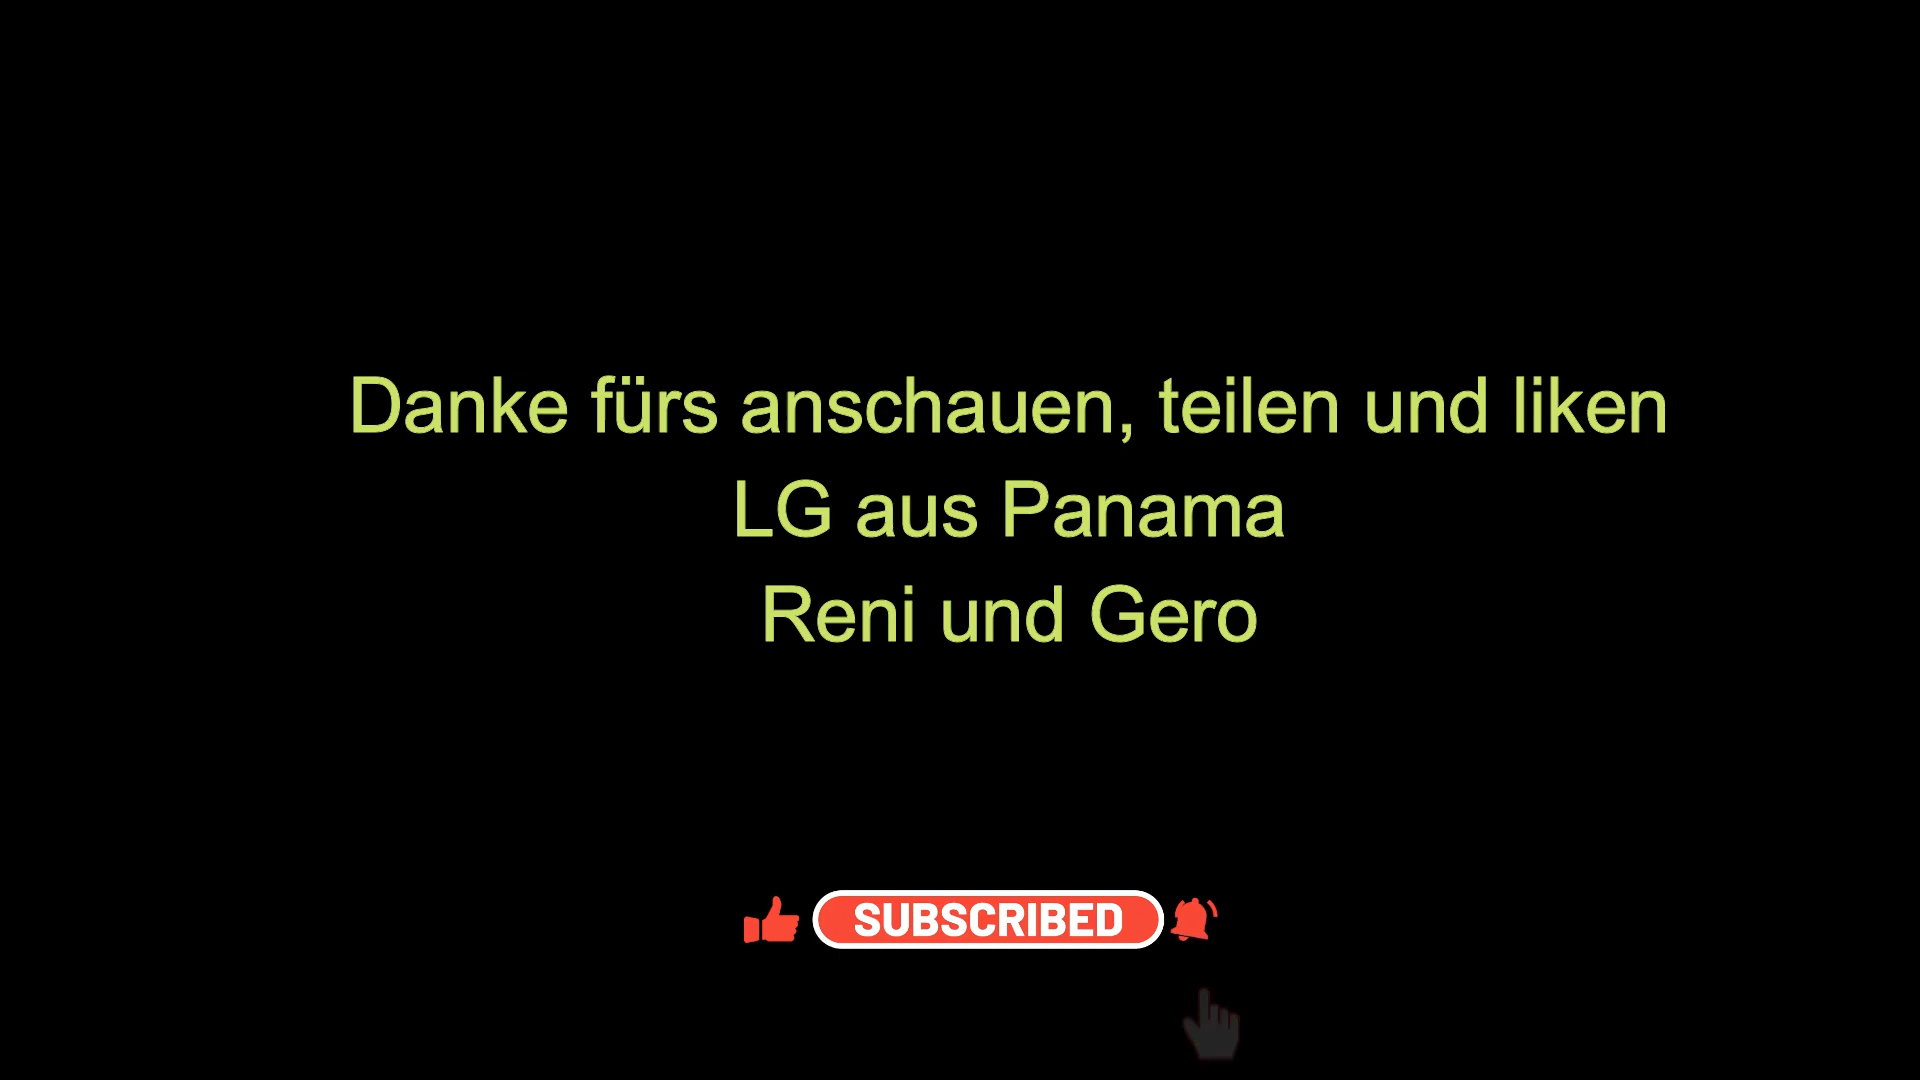 Danke fürs anschauen, teilen und liken
LG aus Panama
Reni und Gero
SUBSCRIBED